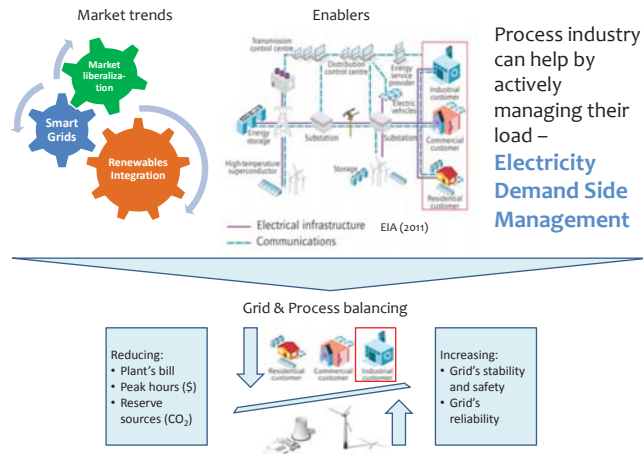 Market trends
Market
liberaliza-
tion
Smart
Grids
Renewables
Integration
Enablers
Transmission
control centre
Distribution
control centre
Energy
service
provider
Industrial
customer
Electric
vehicles
Energy
storage
Substation
Substation
Commercial
customer
High-temperature
superconductor
Storage
Residential
customer
Electrical infrastructure
EIA (2011)
Communications
Process industry
can help by
actively
managing their
load –
Electricity
Demand Side
Management
Grid & Process balancing
Reducing:
• Plant's bill
• Peak hours ($)
• Reserve
sources (CO₂)
Residential
customer
Commercial
customer
Industrial
customer
Increasing:
• Grid's stability
and safety
• Grid's
reliability